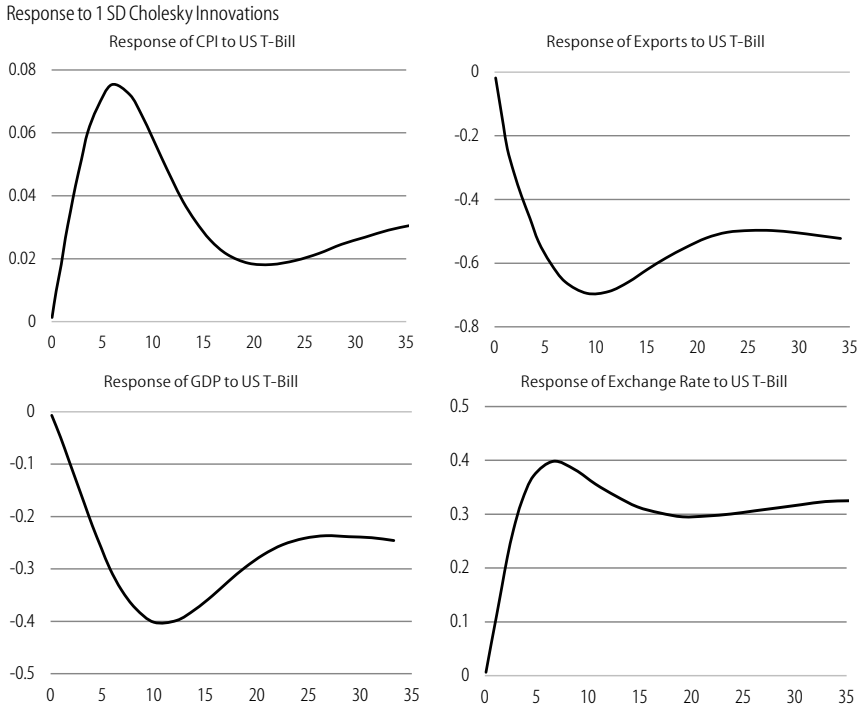 Response to 1 SD Cholesky Innovations
Response of CPI to US T-Bill
0.08
0.06
0.04
0.02
0
0 5 10 15 20 25 30 35
Response of Exports to US T-Bill
0
-0.2
-0.4
-0.6
-0.8
0 5 10 15 20 25 30 35
Response of GDP to US T-Bill
0
-0.1
-0.2
-0.3
-0.4
-0.5
0 5 10 15 20 25 30 35
Response of Exchange Rate to US T-Bill
0.5
0.4
0.3
0.2
0.1
0
0 5 10 15 20 25 30 35